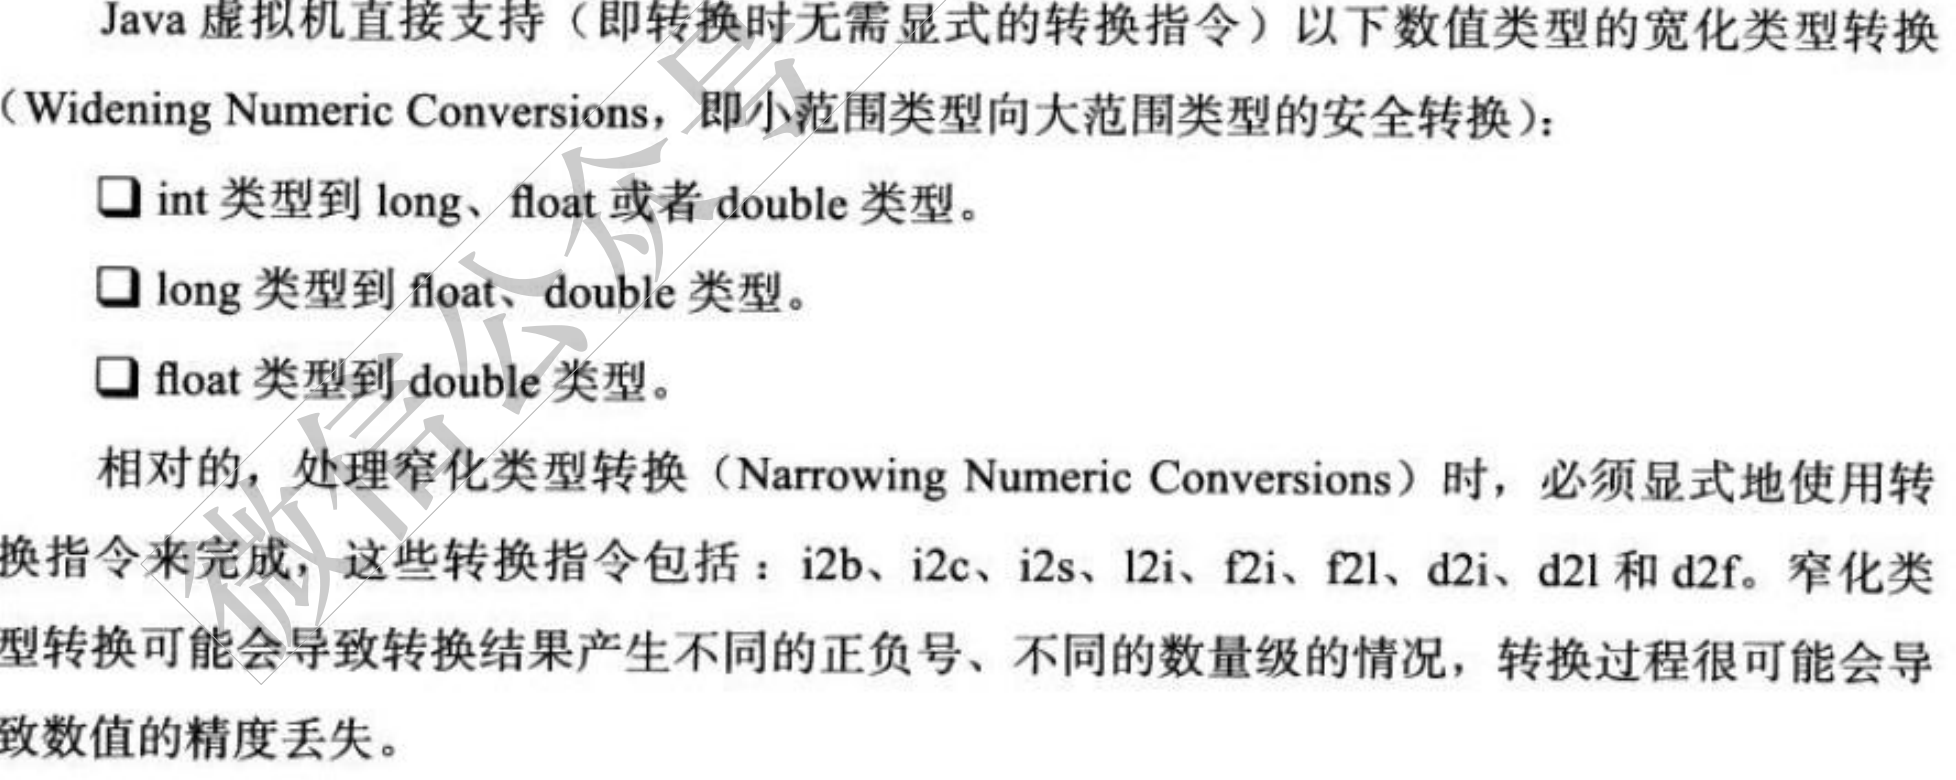 Java 虚拟机直接支持（即转换时无需显式的转换指令）以下数值类型的宽化类型转换
（Widening Numeric Conversions，即小范围类型向大范围类型的安全转换）：
❑ int 类型到 long、float 或者 double 类型。
❑ long 类型到 float、double 类型。
❑ float 类型到 double 类型。
相对的，处理窄化类型转换（Narrowing Numeric Conversions）时，必须显式地使用转
换指令来完成，这些转换指令包括：i2b、i2c、i2s、l2i、f2i、f2l、d2i、d2l 和 d2f。窄化类
型转换可能会导致转换结果产生不同的正负号、不同的数量级的情况，转换过程很可能会导
致数值的精度丢失。
微信公众号